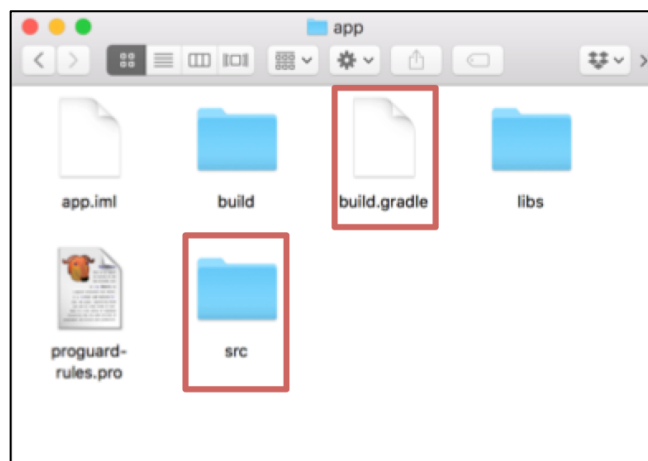 app
app.iml
build
build.gradle
libs
proguard-
rules.pro
src